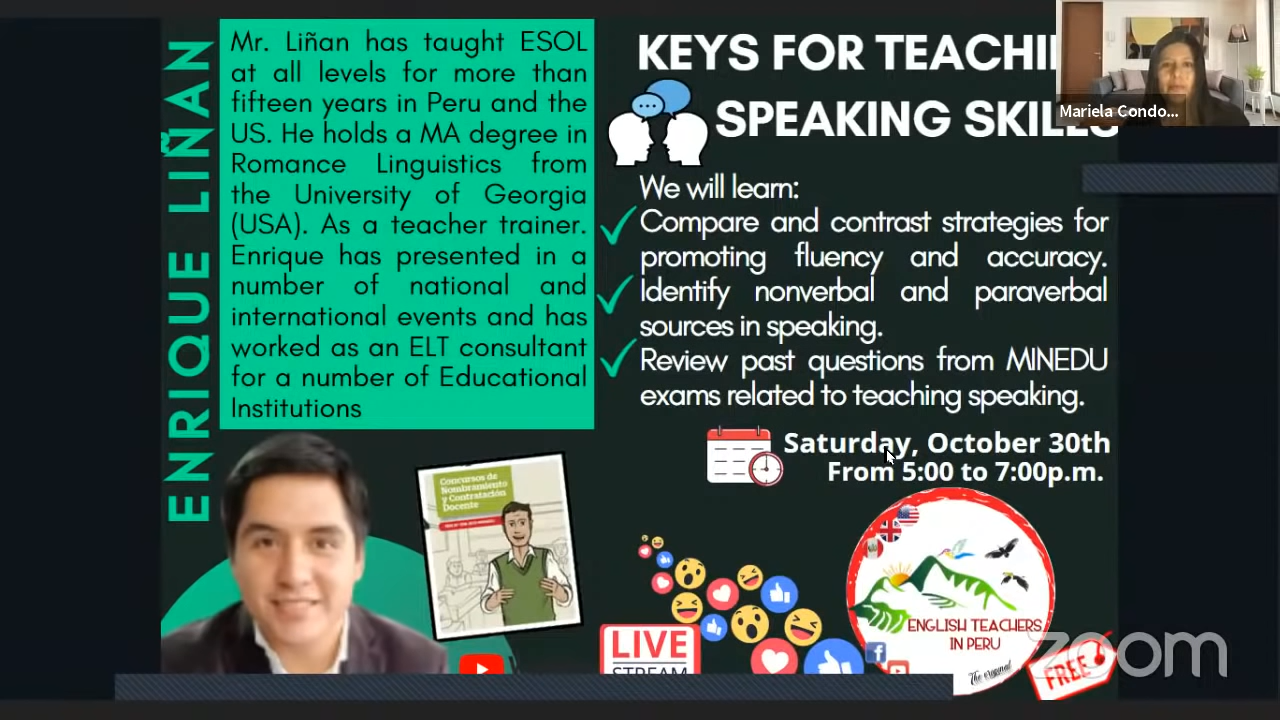 ENRIQUE LIÑAN
Mr. Liñan has taught ESOL
at all levels for more than
fifteen years in Peru and the
US. He holds a MA degree in
Romance Linguistics from
the University of Georgia
(USA). As a teacher trainer.
Enrique has presented in a
number of national and
international events and has
worked as an ELT consultant
for a number of Educational
Institutions
KEYS FOR TEACHI
SPEAKING SKILLS
Mariela Condo...
We will learn:
Compare and contrast strategies for
promoting fluency and accuracy.
Identify nonverbal and paraverbal
sources in speaking.
Review past questions from MINEDU
exams related to teaching speaking.
Saturday, October 30th
From 5:00 to 7:00p.m.
Concursos de
Nombramiento
y Contratación
Docente
LIVE
STREAM
ENGLISH TEACHERS
IN PERU
The original
FREE
zoom